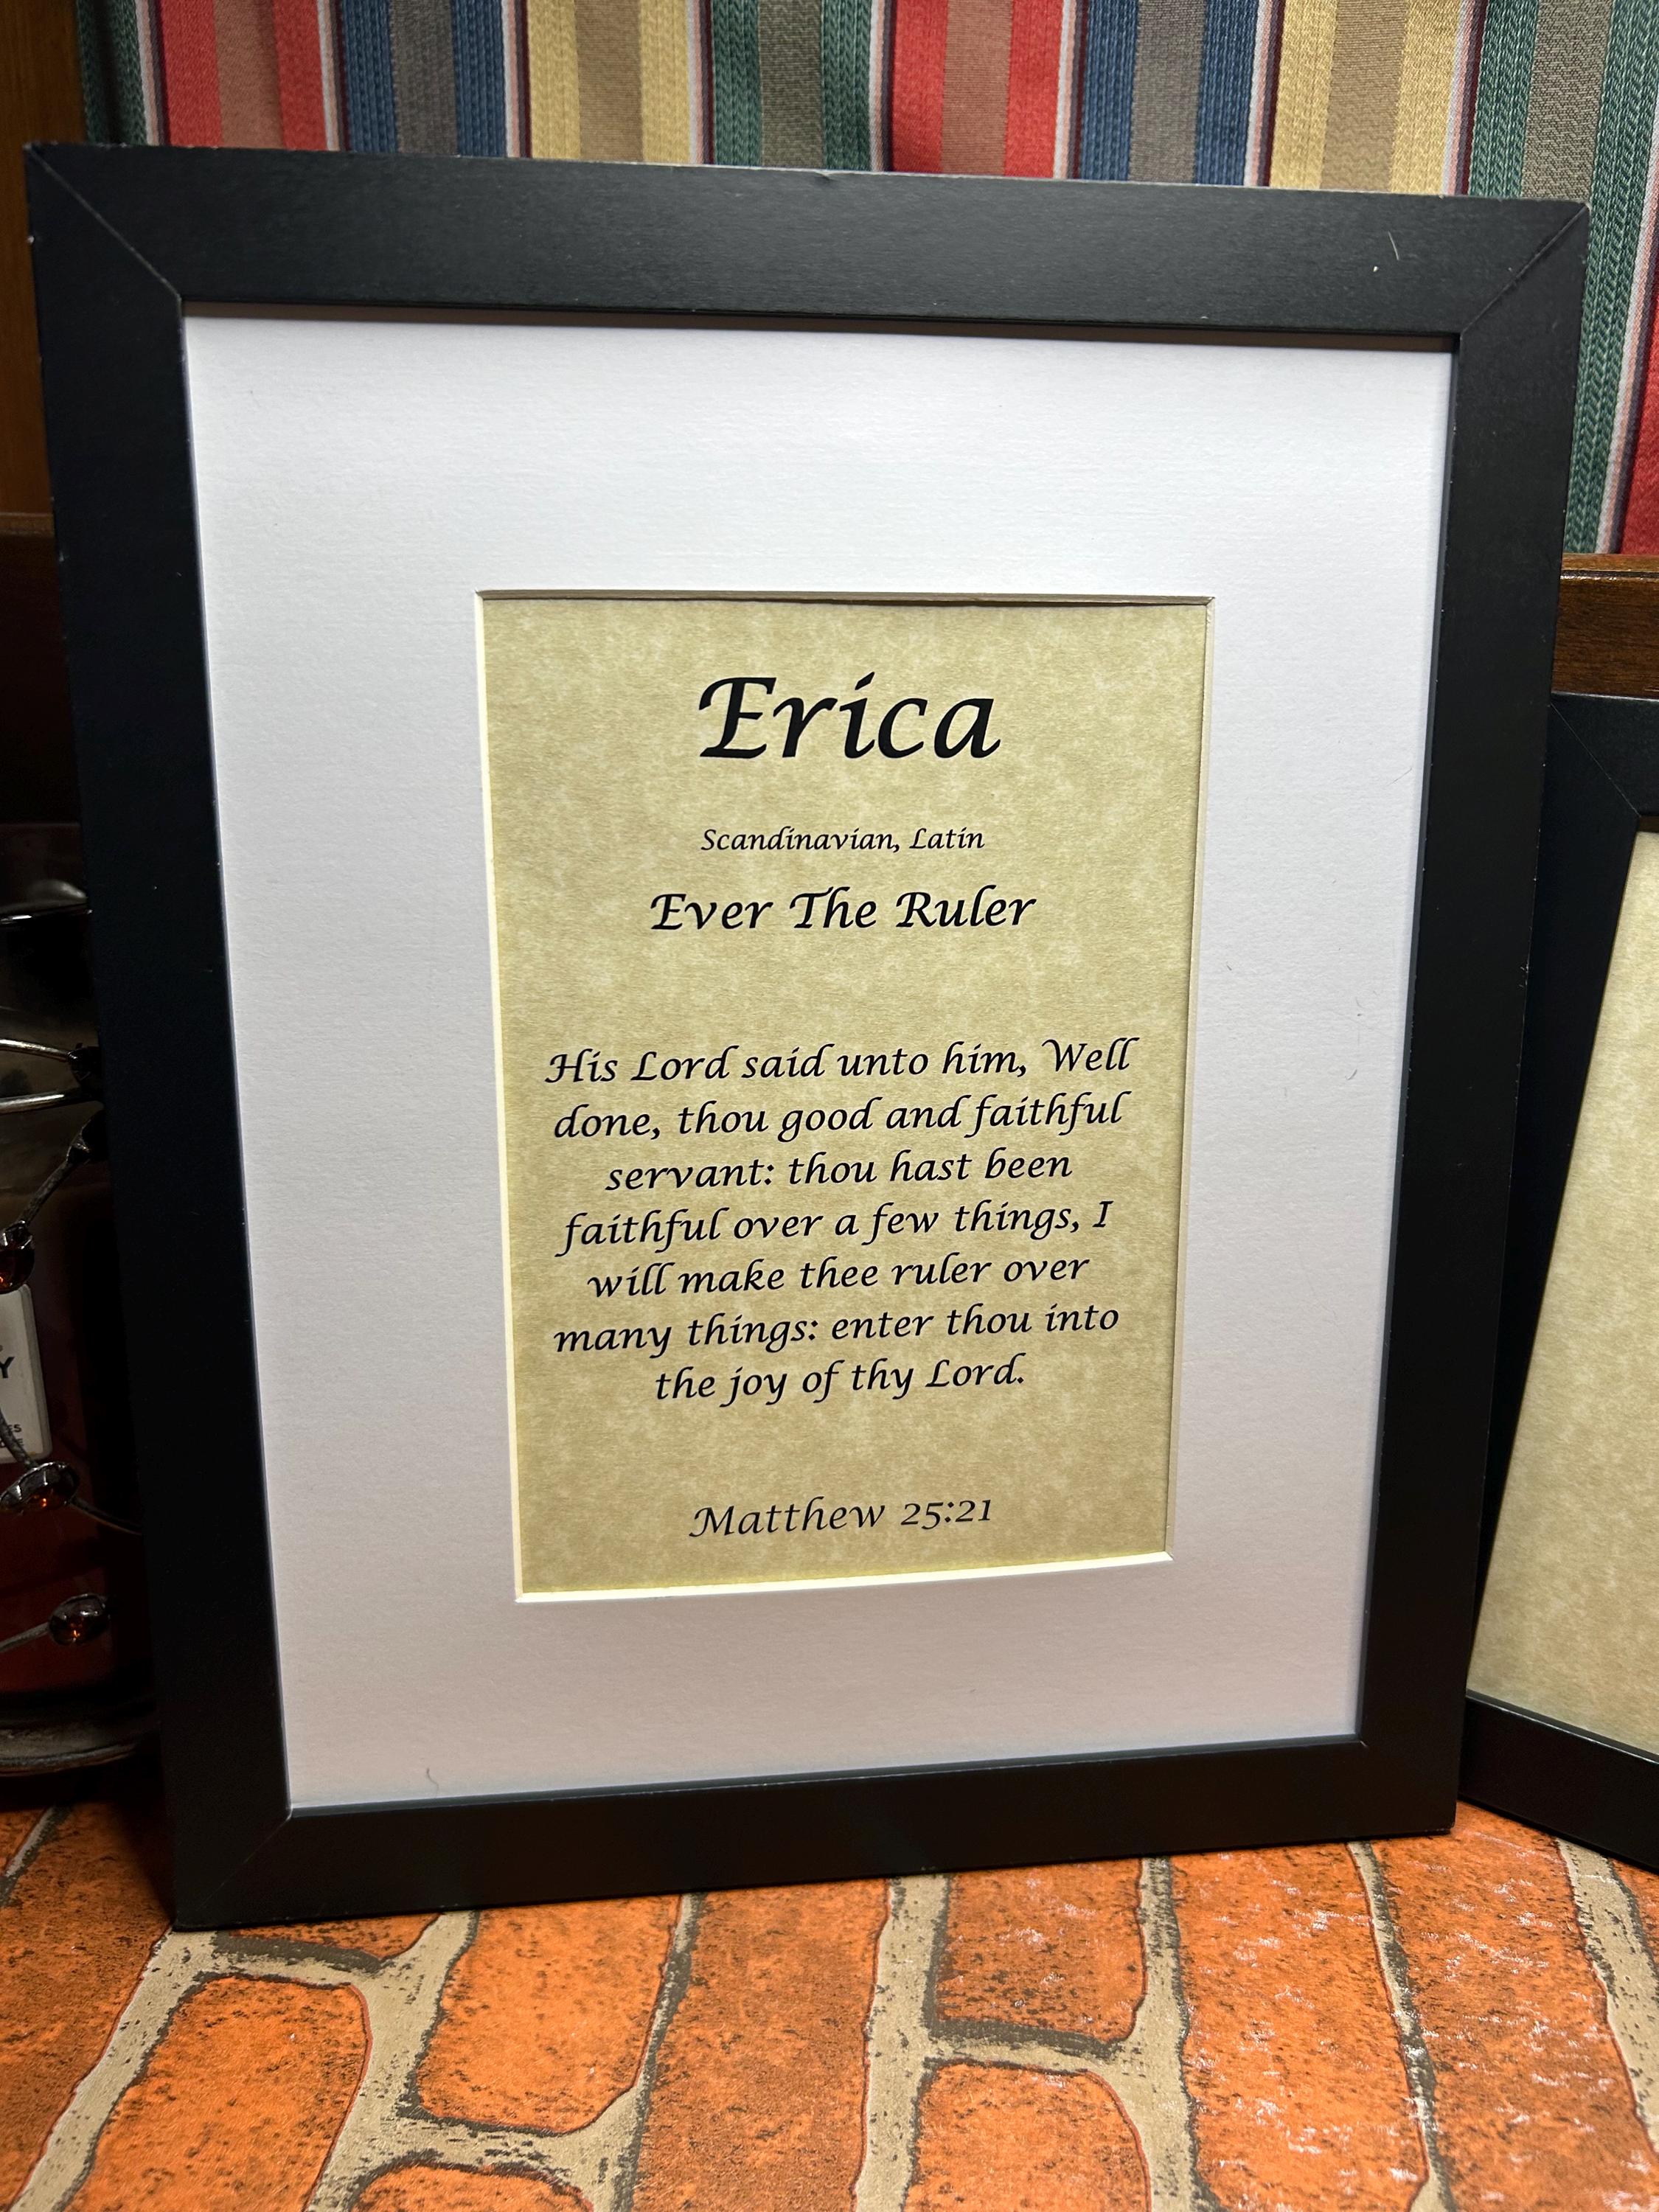 Erica
Scandinavian, Latin
Ever The Ruler
His Lord said unto him, Well
done, thou good and faithful
servant: thou hast been
faithful over a few things, I
will make thee ruler over
many things: enter thou into
the joy of thy Lord.
Matthew 25:21